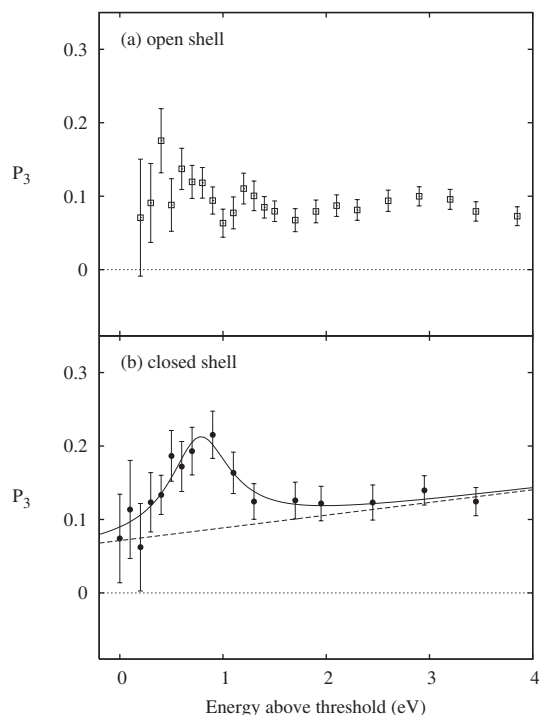 0.3
(a) open shell
0.2
P3
0.1
0
0.3
(b) closed shell
0.2
P3
0.1
0
0 1 2 3 4
Energy above threshold (eV)